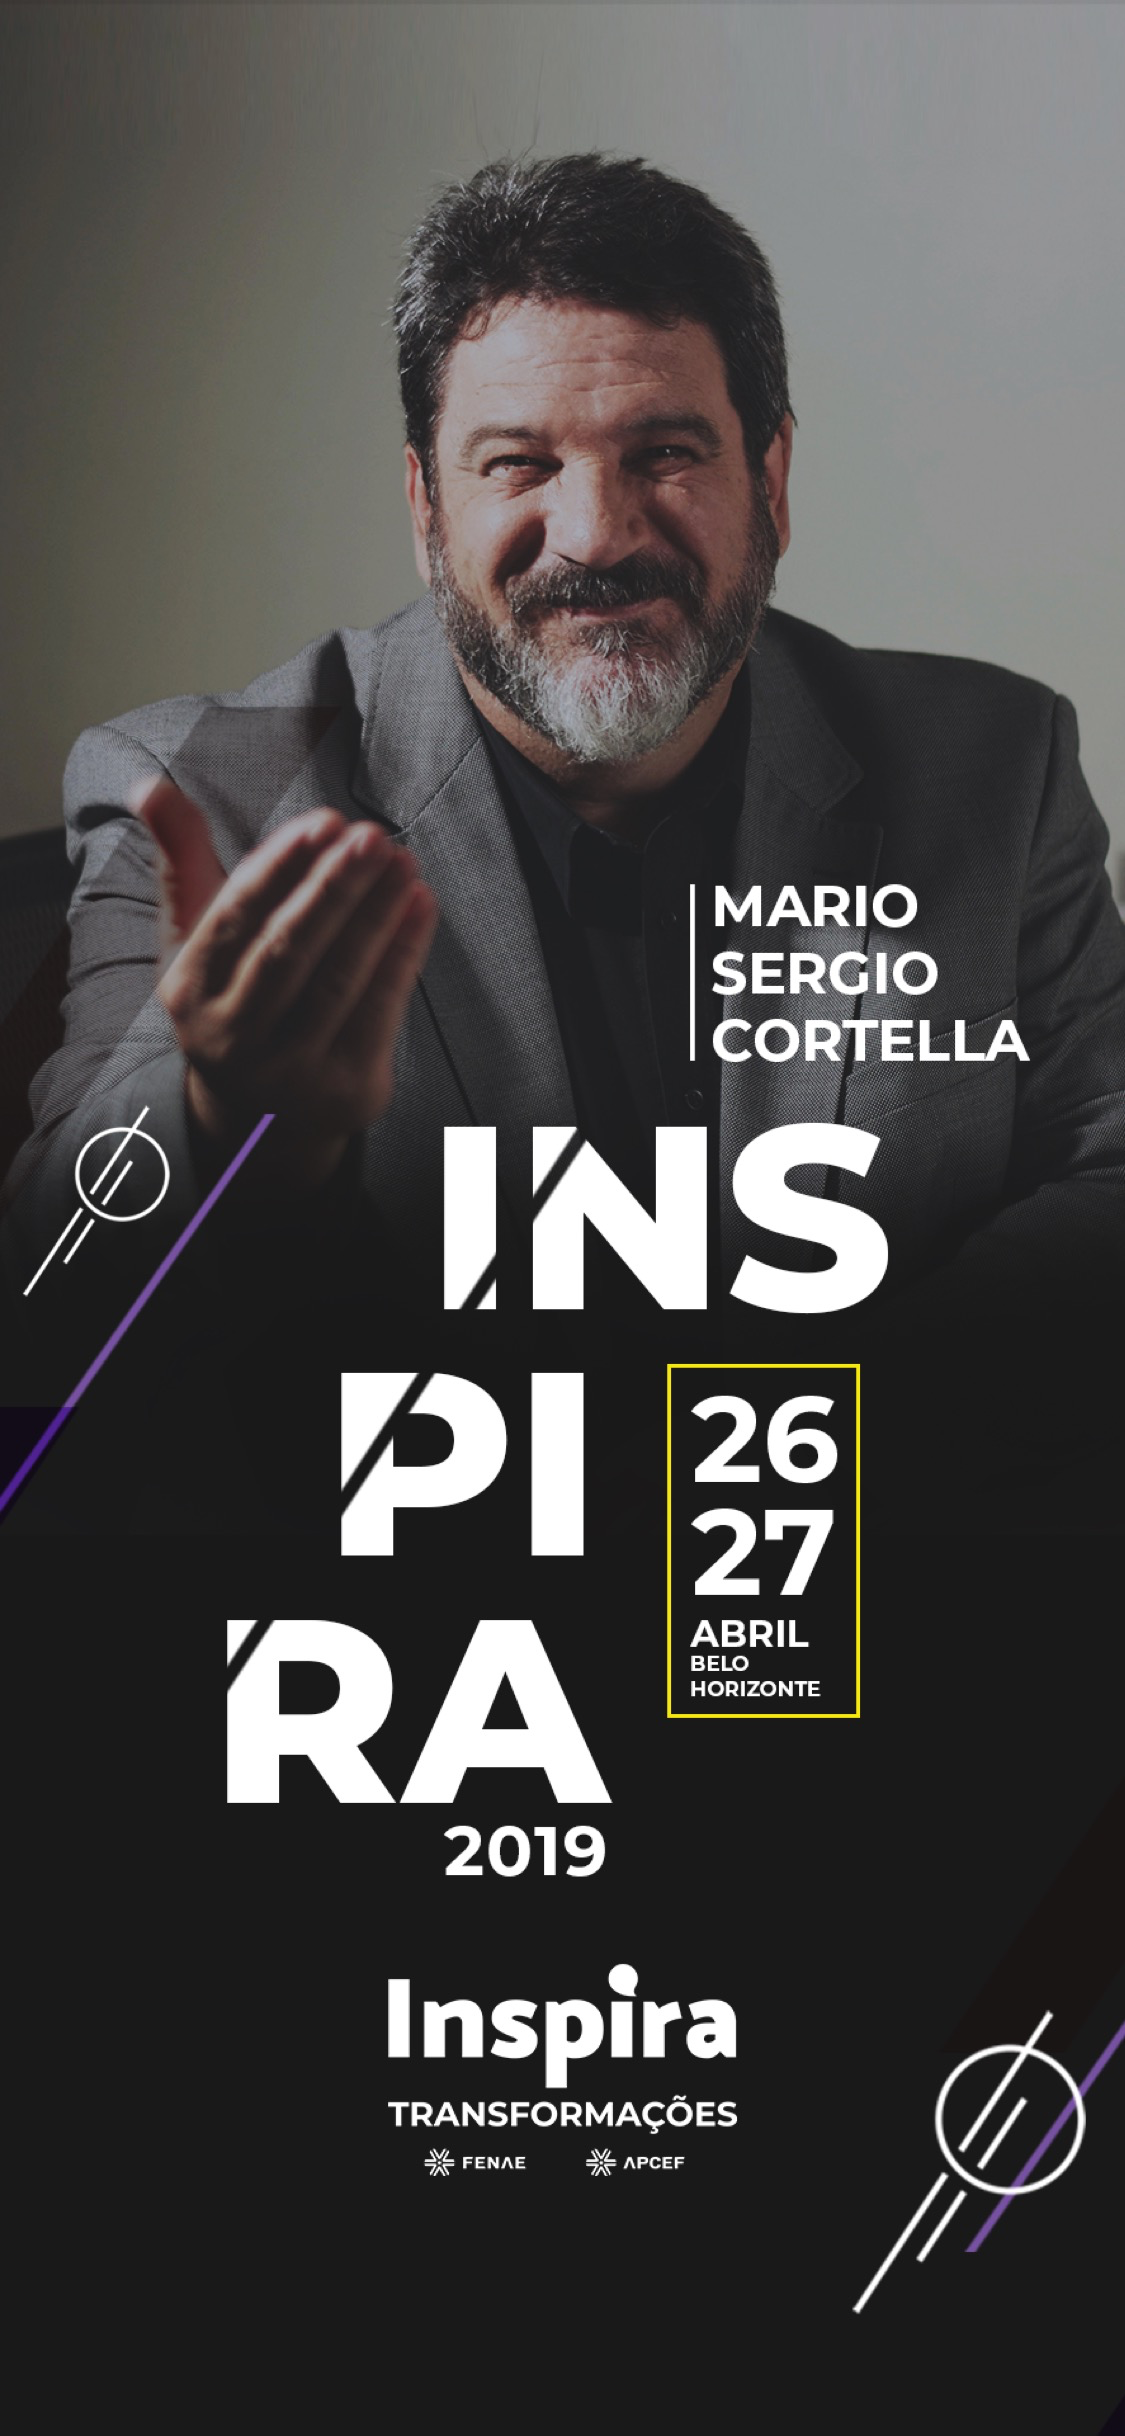 MARIO
SERGIO
CORTELLA
INS
PI
RA
2019
26
27
ABRIL
BELO
HORIZONTE
Inspira
TRANSFORMAÇÕES
FENAE APCEF